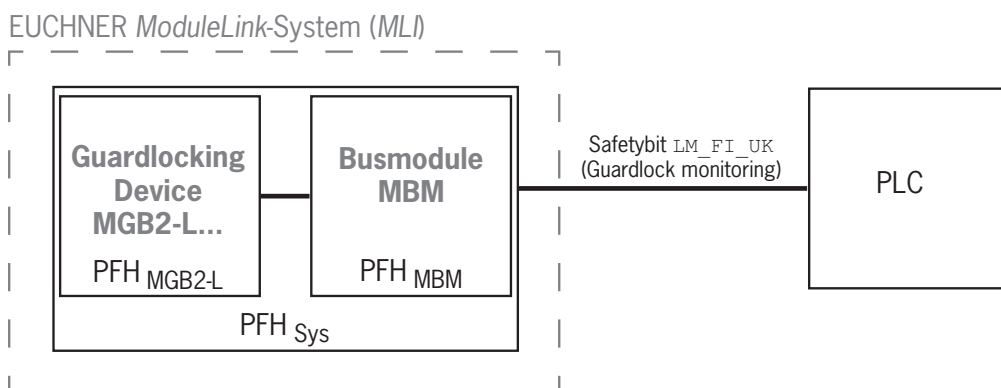 EUCHNER ModuleLink-System (MLI)
Guardlocking
Device
MGB2-L...
PFH MGB2-L
Busmodule
MBM
PFH MBM
PFH Sys
Safetybit LM_FI_UK
(Guardlock monitoring)
PLC